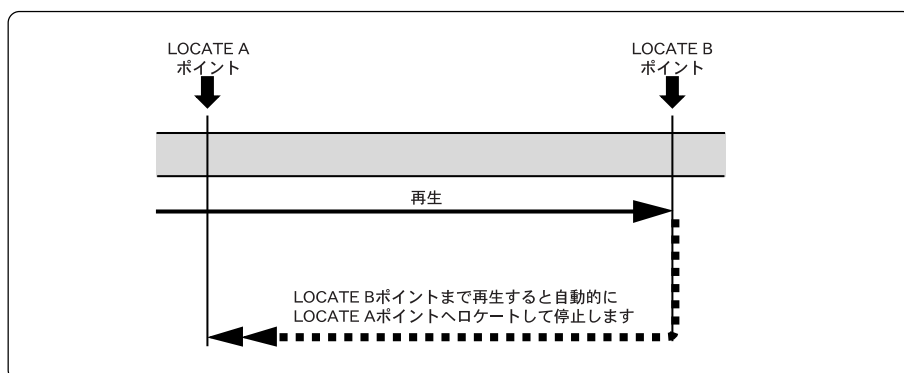 LOCATE A
ポイント
LOCATE B
ポイント
再生
LOCATE Bポイントまで再生すると自動的に
LOCATE Aポイントへロケートして停止します